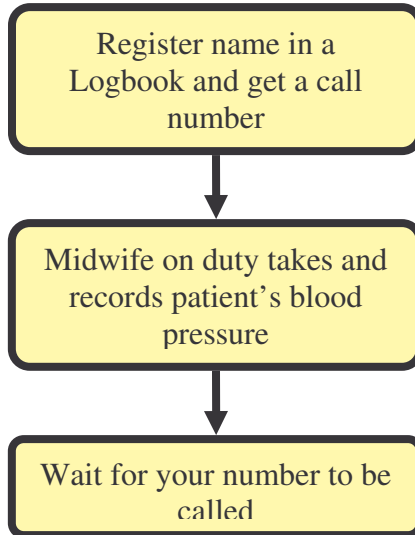 Register name in a
Logbook and get a call
number
Midwife on duty takes and
records patient’s blood
pressure
Wait for your number to be
called